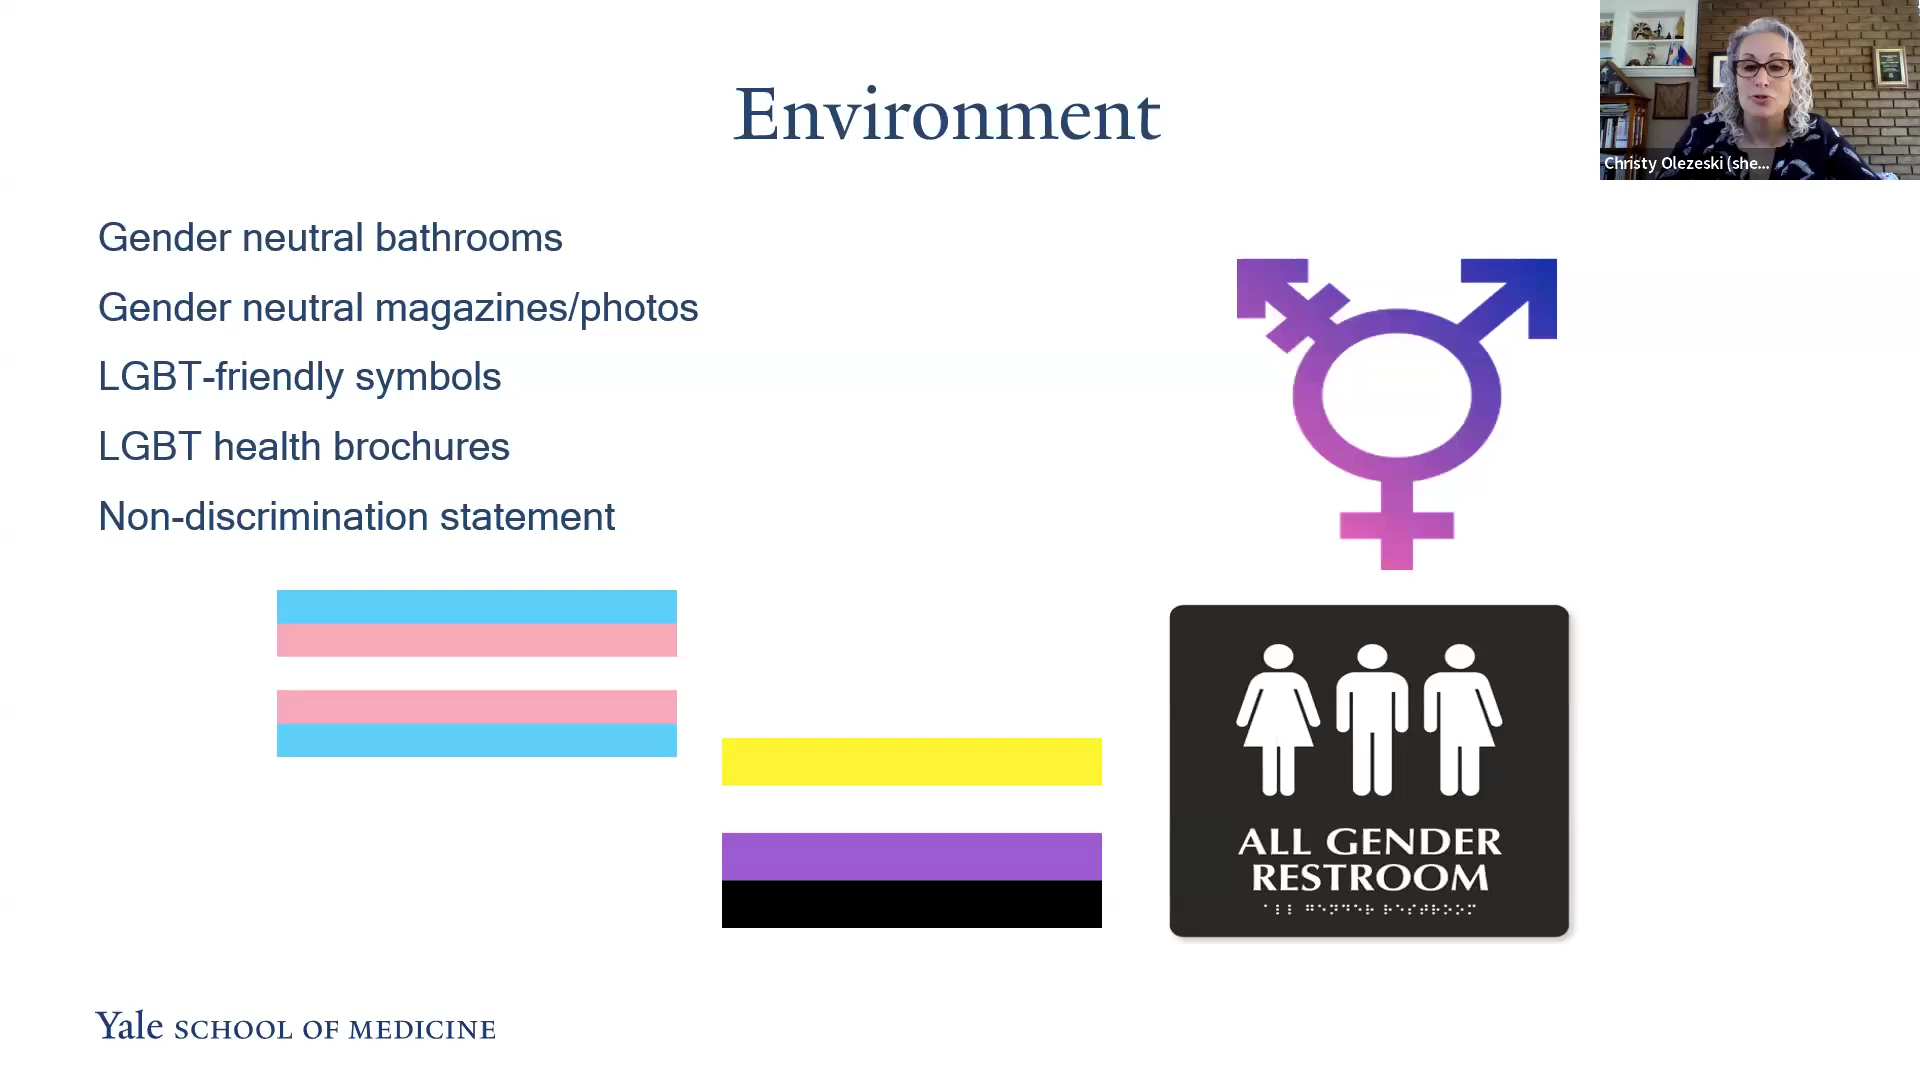 Environment
Christy Olezeski (she...
Gender neutral bathrooms
Gender neutral magazines/photos
LGBT-friendly symbols
LGBT health brochures
Non-discrimination statement
ALL GENDER
RESTROOM
Yale SCHOOL OF MEDICINE